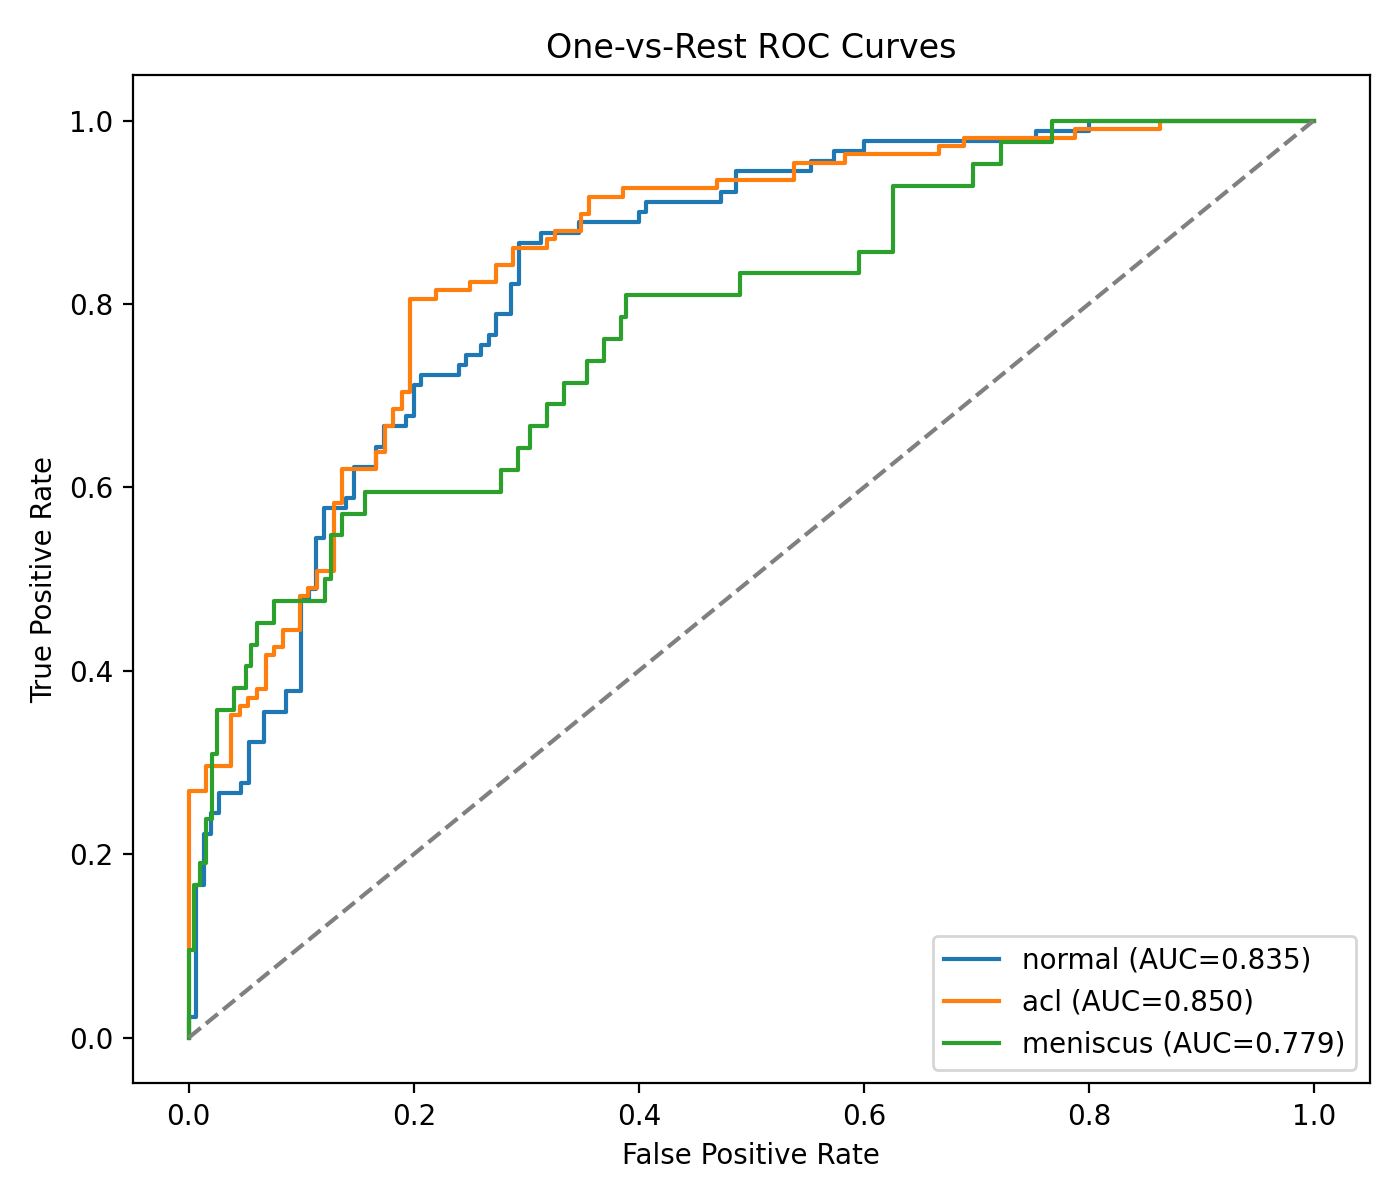 One-vs-Rest ROC Curves
True Positive Rate
1.0
0.8
0.6
0.4
0.2
0.0
normal (AUC=0.835)
acl (AUC=0.850)
meniscus (AUC=0.779)
0.0 0.2 0.4 0.6 0.8 1.0
False Positive Rate